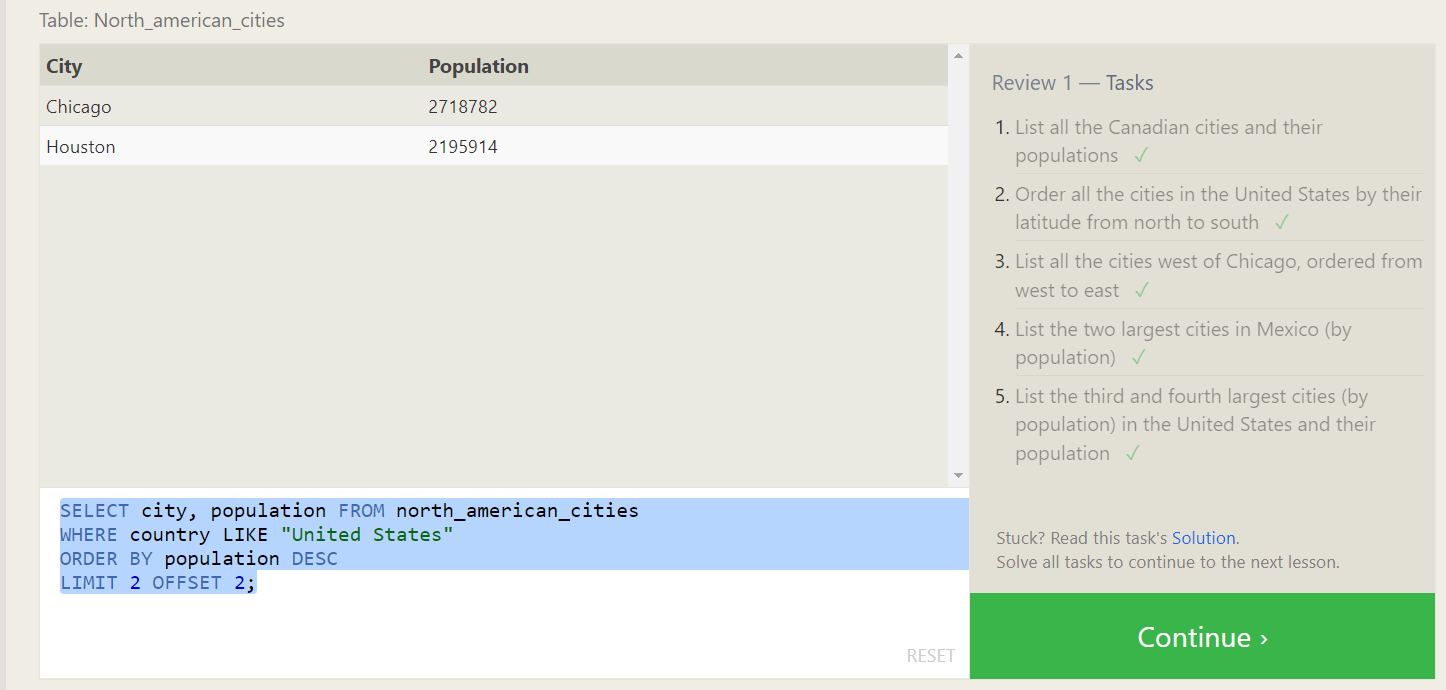 Table: North_american_cities
City Population
Chicago 2718782
Houston 2195914
SELECT city, population FROM north_american_cities
WHERE country LIKE "United States"
ORDER BY population DESC
LIMIT 2 OFFSET 2;
RESET
Review 1 — Tasks
1. List all the Canadian cities and their
populations ✓
2. Order all the cities in the United States by their
latitude from north to south ✓
3. List all the cities west of Chicago, ordered from
west to east ✓
4. List the two largest cities in Mexico (by
population) ✓
5. List the third and fourth largest cities (by
population) in the United States and their
population ✓
Stuck? Read this task's Solution.
Solve all tasks to continue to the next lesson.
Continue ›